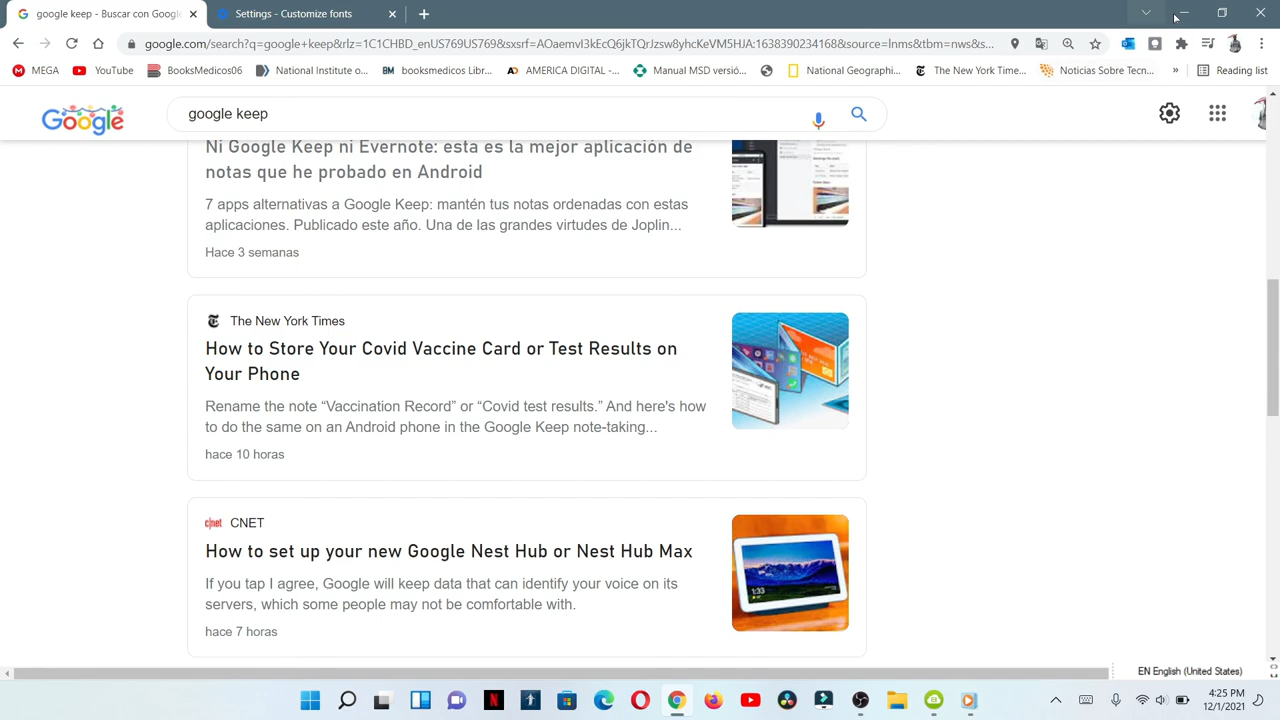 google keep - Buscar con Google
Settings - Customize fonts
google.com/search?q=google+keep&rlz=1C1CHBD_enUS769US769&sxsrf=AOaemvI3kEcQ6jkTQrJzsw8yhcKeVM5HJA:1638390234168&source=lnms&tbm=nws&s...
MEGA
YouTube
BooksMedicos06
National Institute o...
BM
booksmedicos Libr...
AMERICA DIGITAL -...
Manual MSD versió...
National Geographi...
The New York Time...
Noticias Sobre Tecn...
»
Reading list
Google
google keep
Ni Google Keep ni Evernote: esta es la mejor aplicación de
notas que he probado en Android
7 apps alternativas a Google Keep: mantén tus notas ordenadas con estas
aplicaciones. Publicado este año. Una de las grandes virtudes de Joplin...
Hace 3 semanas
The New York Times
How to Store Your Covid Vaccine Card or Test Results on
Your Phone
Rename the note “Vaccination Record” or “Covid test results.” And here's how
to do the same on an Android phone in the Google Keep note-taking...
hace 10 horas
cnet CNET
How to set up your new Google Nest Hub or Nest Hub Max
If you tap I agree, Google will keep data that can identify your voice on its
servers, which some people may not be comfortable with.
hace 7 horas
1:33
EN English (United States)
4:25 PM
12/1/2021